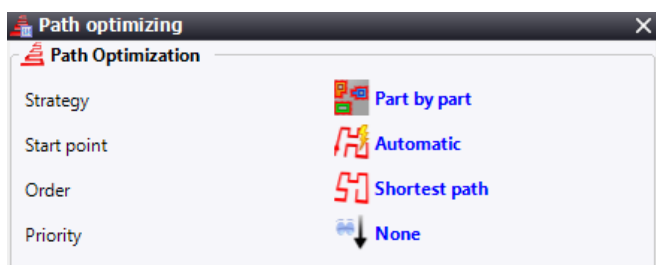 Path optimizing
Path Optimization
Strategy Part by part
Start point Automatic
Order Shortest path
Priority None